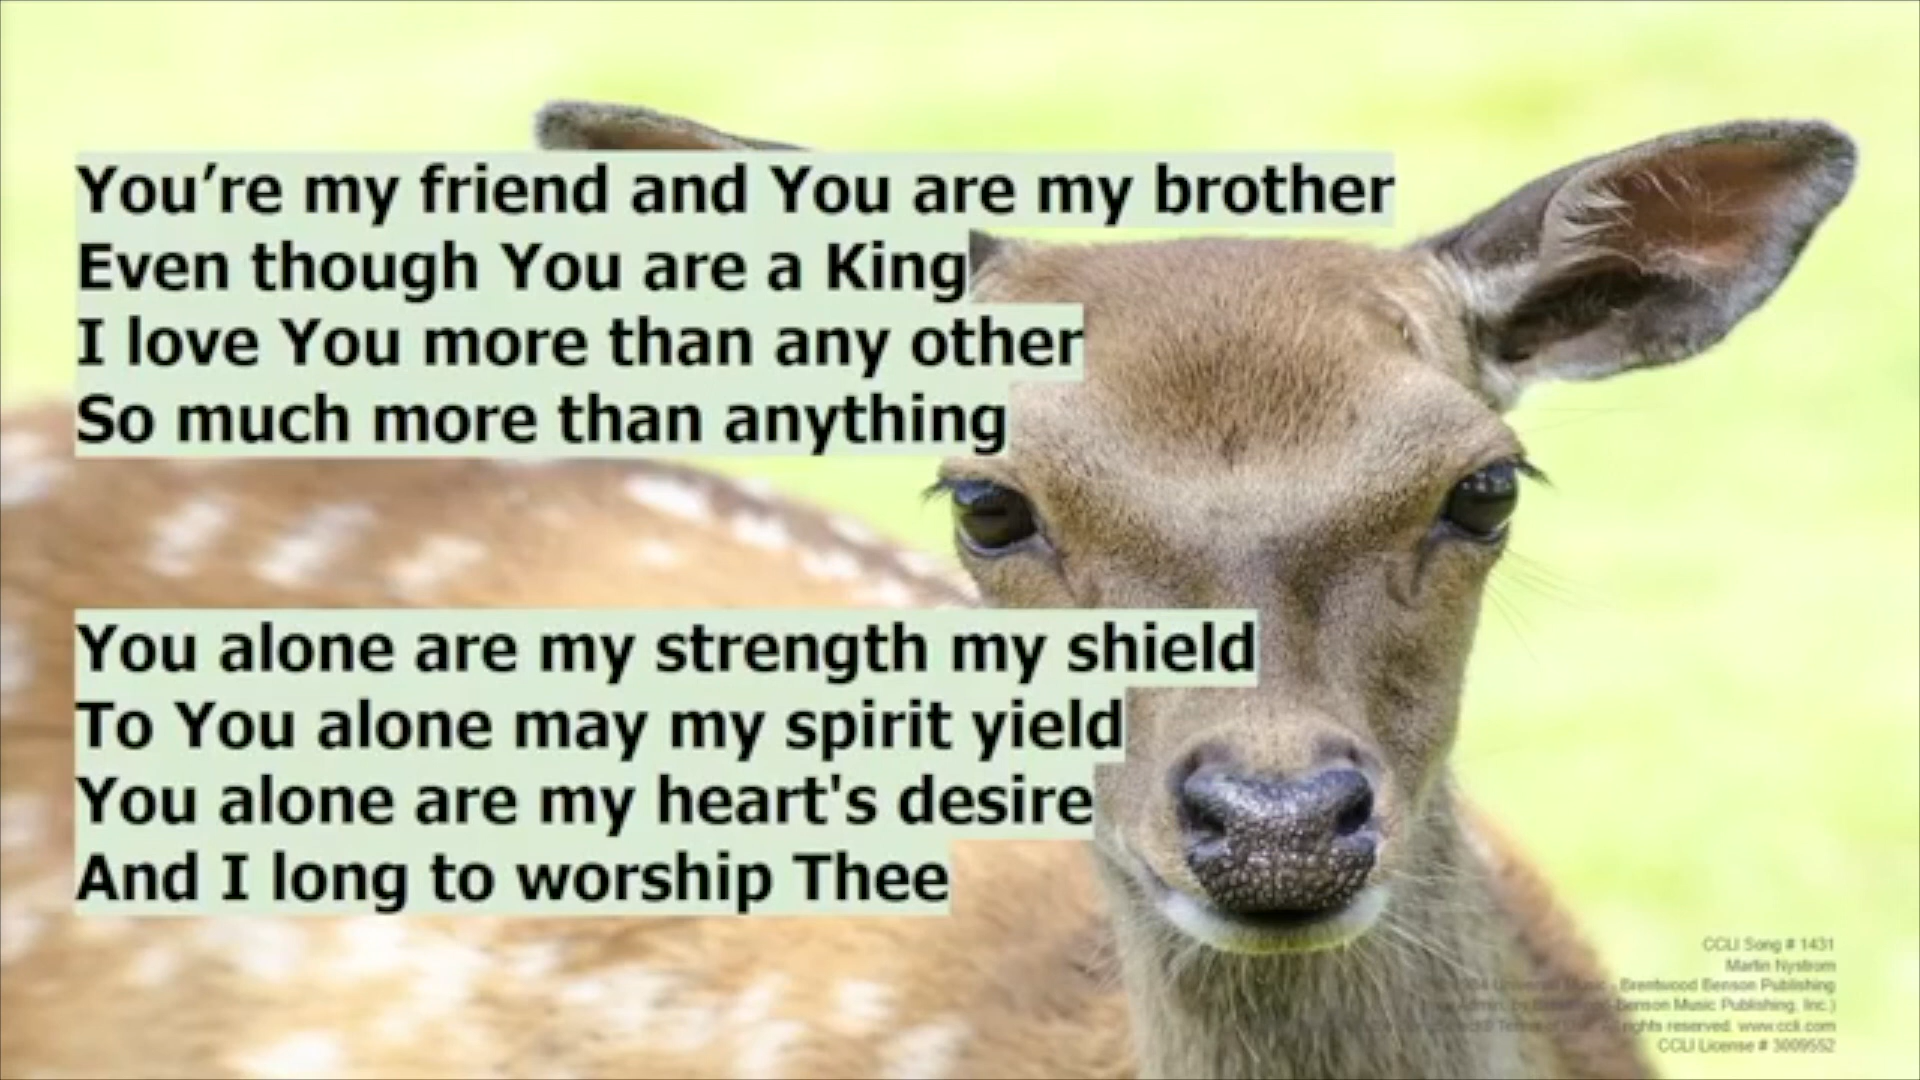 You’re my friend and You are my brother
Even though You are a King
I love You more than any other
So much more than anything
You alone are my strength my shield
To You alone may my spirit yield
You alone are my heart's desire
And I long to worship Thee
CCLI Song # 1431
Martin Nystrom
Brentwood Benson Publishing
Benson Music Publishing, Inc.)
rights reserved. www.ccli.com
CCLI License # 3009552